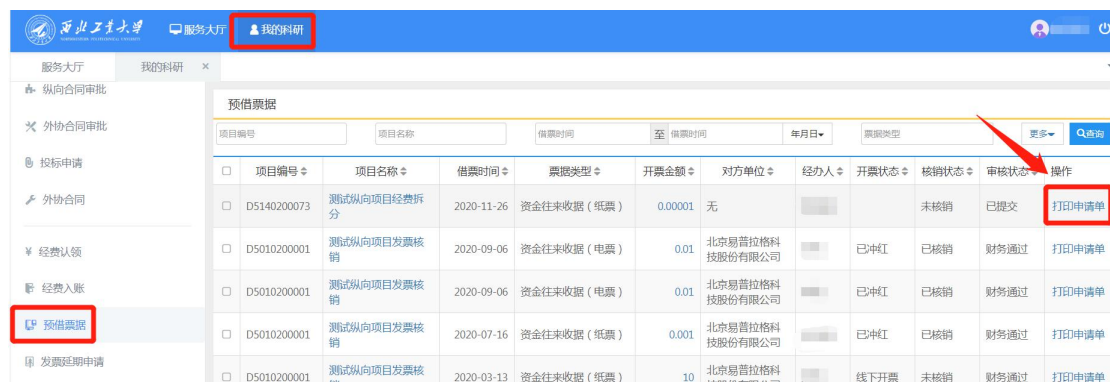 西北工业大学
服务大厅
我的科研
服务大厅
我的科研 ×
纵向合同审批
外协合同审批
投标申请
外协合同
经费认领
经费入账
预借票据
发票延期申请
预借票据
项目编号
项目名称
借票时间
至 借票时间
年月日
票据类型
更多
查询
项目编号 项目名称 借票时间 票据类型 开票金额 对方单位 经办人 开票状态 核销状态 审核状态 操作
D5140200073 测试纵向项目经费拆分 2020-11-26 资金往来收据(纸票) 0.00001 无 未核销 已提交 打印申请单
D5010200001 测试纵向项目发票核销 2020-09-06 资金往来收据(电票) 0.01 北京易普拉格科技股份有限公司 已冲红 已核销 财务通过 打印申请单
D5010200001 测试纵向项目发票核销 2020-09-06 资金往来收据(电票) 0.01 北京易普拉格科技股份有限公司 已冲红 已核销 财务通过 打印申请单
D5010200001 测试纵向项目发票核销 2020-07-16 资金往来收据(纸票) 0.001 北京易普拉格科技股份有限公司 已冲红 已核销 财务通过 打印申请单
D5010200001 测试纵向项目发票核 2020-03-13 资金往来收据(纸票) 10 北京易普拉格科 线下开票 未核销 财务通过 打印申请单